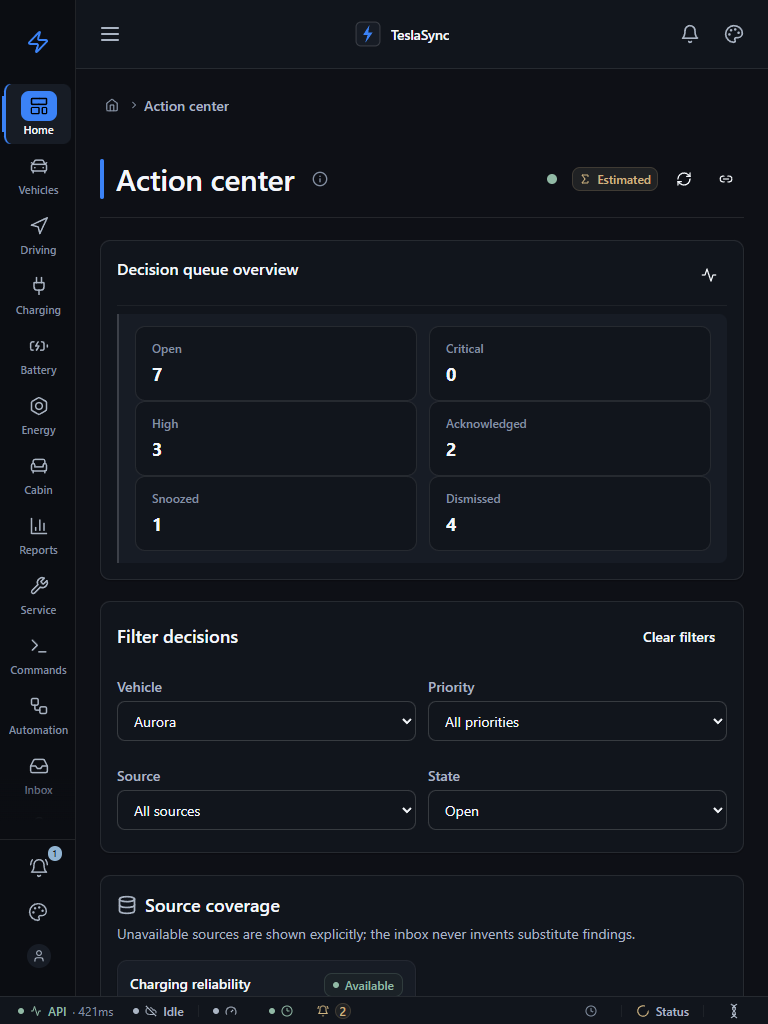 TeslaSync
Home
Vehicles
Driving
Charging
Battery
Energy
Cabin
Reports
Service
Commands
Automation
Inbox
1
Action center
Action center
Σ Estimated
Decision queue overview
Open
7
Critical
0
High
3
Acknowledged
2
Snoozed
1
Dismissed
4
Filter decisions
Clear filters
Vehicle
Aurora
Priority
All priorities
Source
All sources
State
Open
Source coverage
Unavailable sources are shown explicitly; the inbox never invents substitute findings.
Charging reliability
Available
API · 421ms
Idle
2
Status